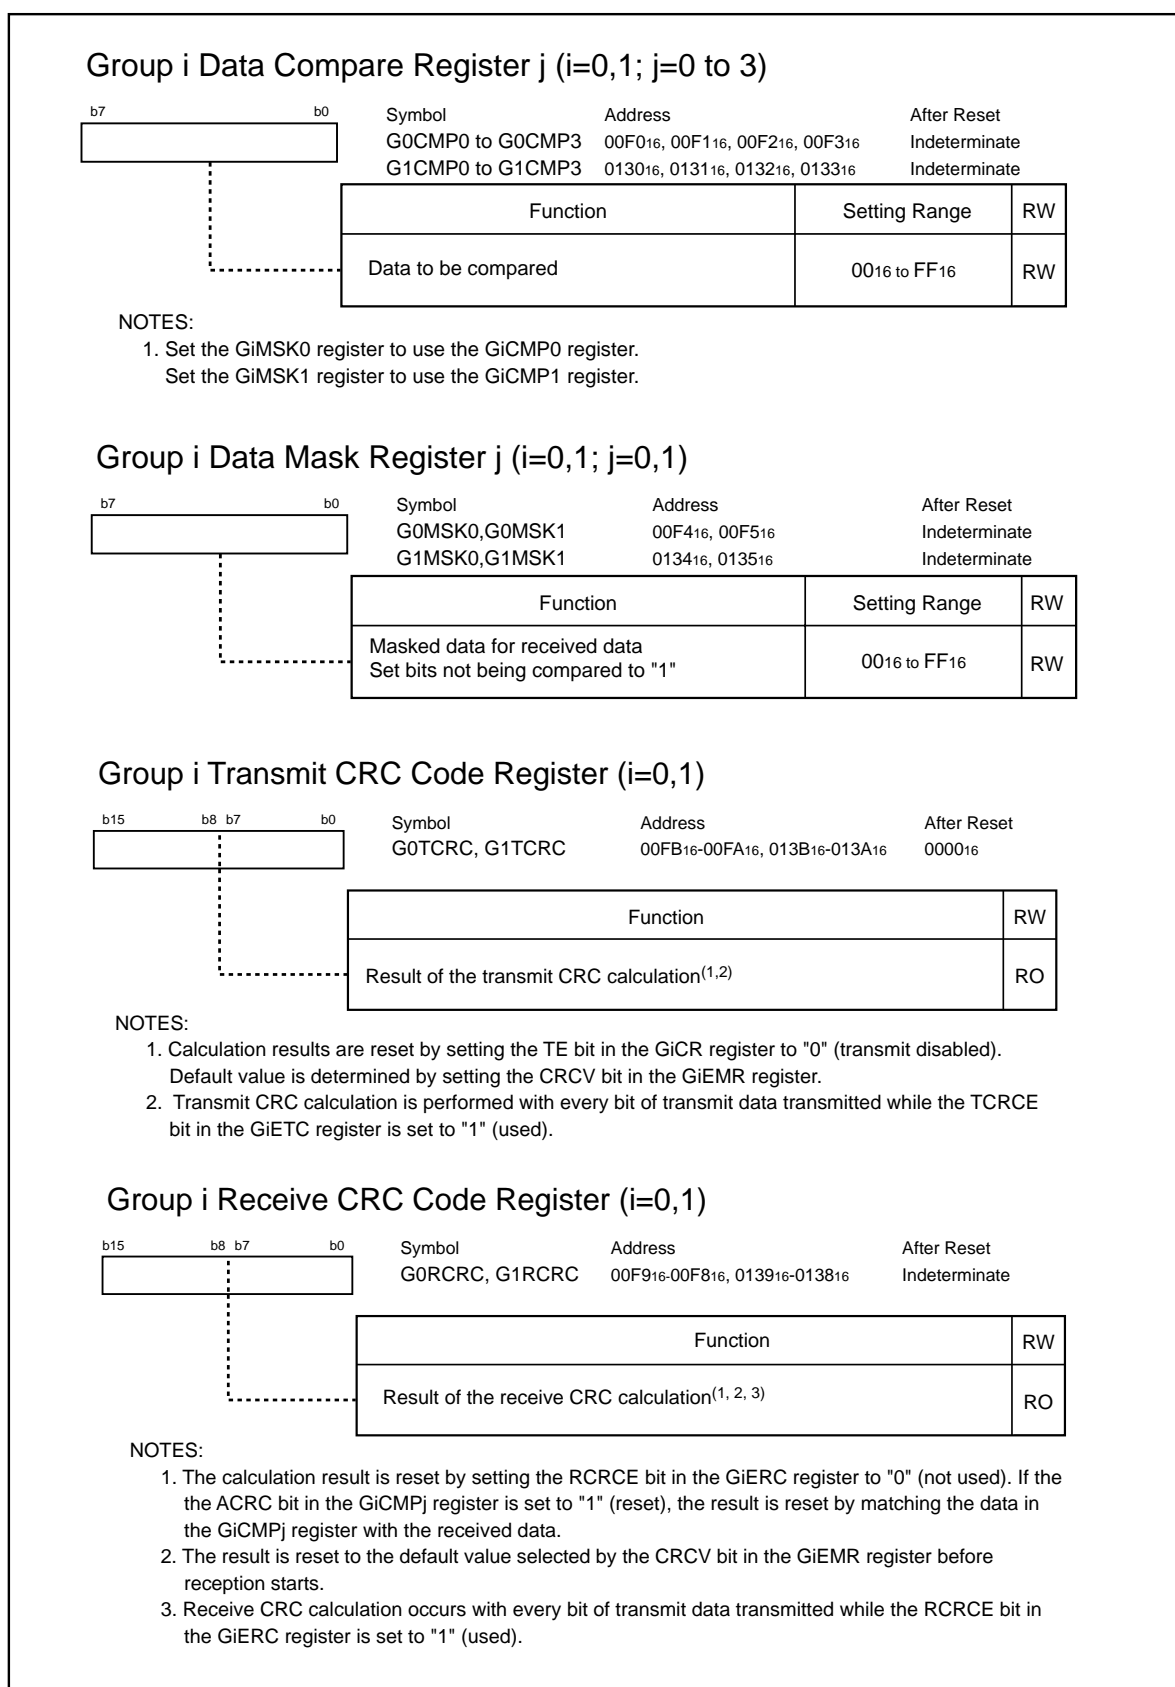 Group i Data Compare Register j (i=0,1; j=0 to 3)
b7 b0 Symbol Address After Reset
G0CMP0 to G0CMP3 00F016, 00F116, 00F216, 00F316 Indeterminate
G1CMP0 to G1CMP3 013016, 013116, 013216, 013316 Indeterminate
Function Setting Range RW
Data to be compared 0016 to FF16 RW
NOTES:
1. Set the GiMSK0 register to use the GiCMP0 register.
Set the GiMSK1 register to use the GiCMP1 register.
Group i Data Mask Register j (i=0,1; j=0,1)
b7 b0 Symbol Address After Reset
G0MSK0,G0MSK1 00F416, 00F516 Indeterminate
G1MSK0,G1MSK1 013416, 013516 Indeterminate
Function Setting Range RW
Masked data for received data
Set bits not being compared to "1" 0016 to FF16 RW
Group i Transmit CRC Code Register (i=0,1)
b15 b8 b7 b0 Symbol Address After Reset
G0TCRC, G1TCRC 00FB16-00FA16, 013B16-013A16 000016
Function RW
Result of the transmit CRC calculation(1,2) RO
NOTES:
1. Calculation results are reset by setting the TE bit in the GiCR register to "0" (transmit disabled).
Default value is determined by setting the CRCV bit in the GiEMR register.
2. Transmit CRC calculation is performed with every bit of transmit data transmitted while the TCRCE
bit in the GiETC register is set to "1" (used).
Group i Receive CRC Code Register (i=0,1)
b15 b8 b7 b0 Symbol Address After Reset
G0RCRC, G1RCRC 00F916-00F816, 013916-013816 Indeterminate
Function RW
Result of the receive CRC calculation(1, 2, 3) RO
NOTES:
1. The calculation result is reset by setting the RCRCE bit in the GiERC register to "0" (not used). If the
the ACRC bit in the GiCMPj register is set to "1" (reset), the result is reset by matching the data in
the GiCMPj register with the received data.
2. The result is reset to the default value selected by the CRCV bit in the GiEMR register before
reception starts.
3. Receive CRC calculation occurs with every bit of transmit data transmitted while the RCRCE bit in
the GiERC register is set to "1" (used).